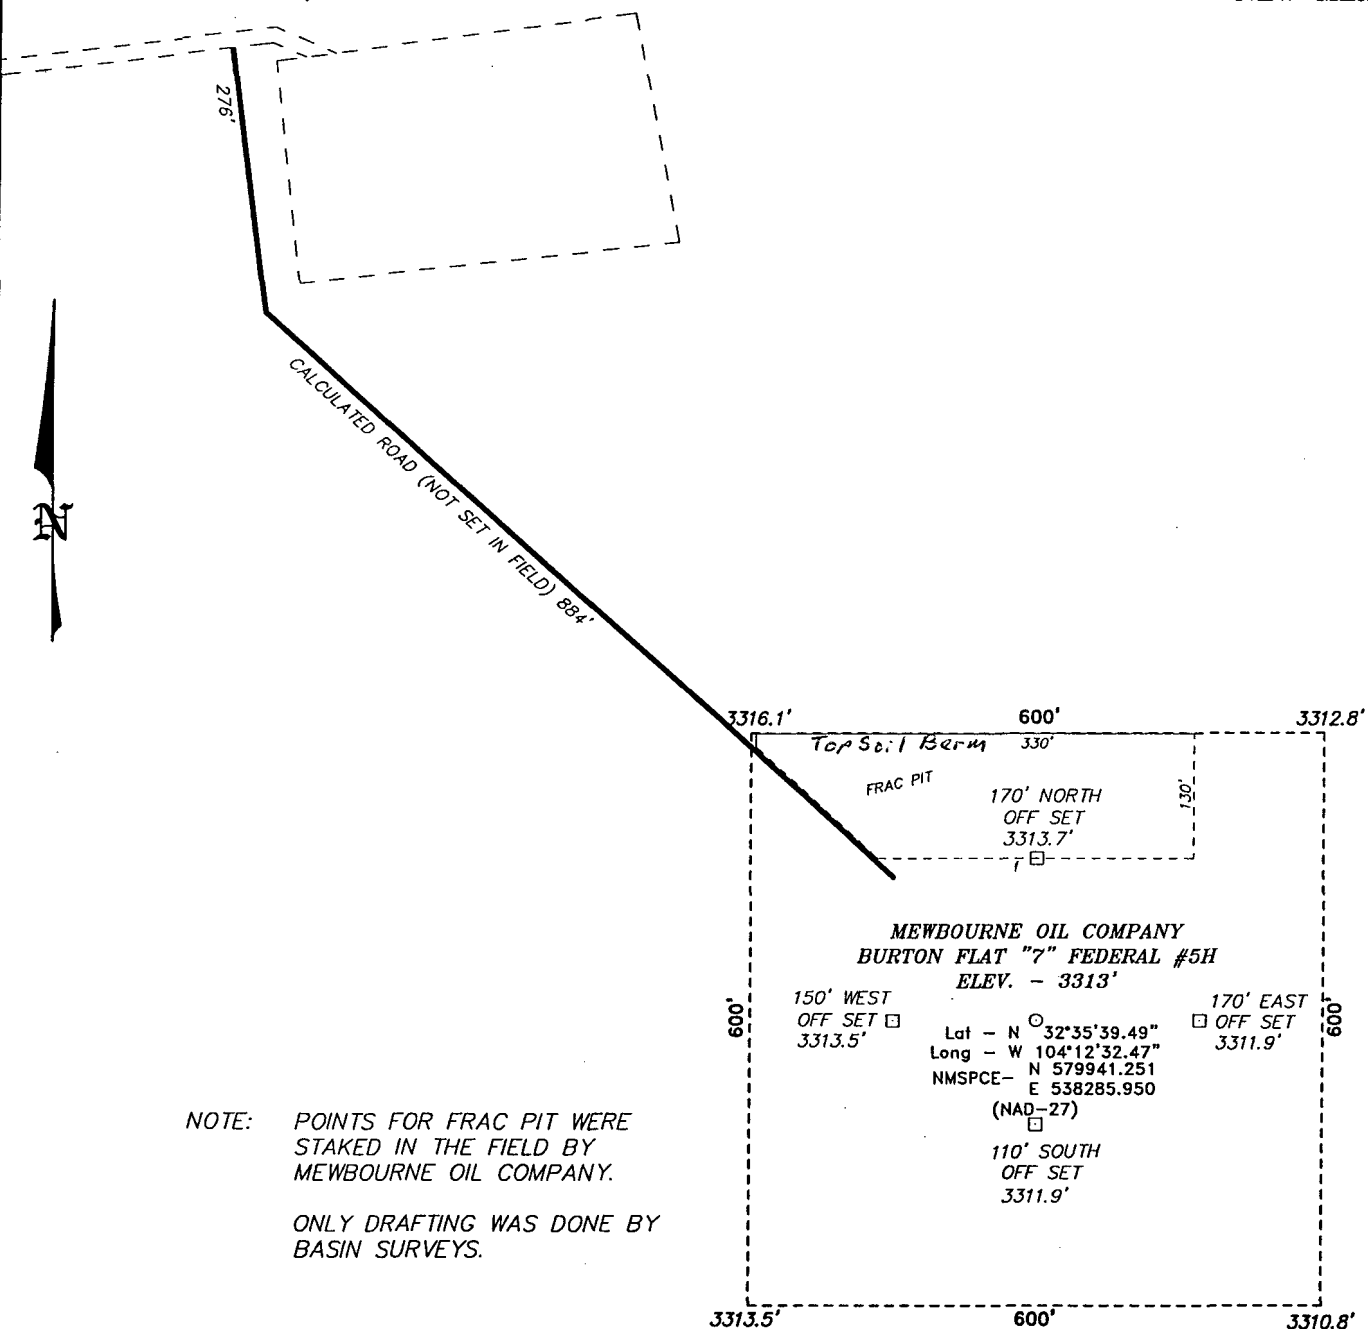 276'
CALCULATED ROAD (NOT SET IN FIELD) 884'
N
3316.1'
600'
3312.8'
Top Soil Berm
330'
FRAC PIT
130'
170' NORTH
OFF SET
3313.7'
MEWBOURNE OIL COMPANY
BURTON FLAT "7" FEDERAL #5H
ELEV. - 3313'
600'
150' WEST
OFF SET
3313.5'
170' EAST
OFF SET
3311.9'
600'
Lat - N 32°35'39.49"
Long - W 104°12'32.47"
NMSPCE- N 579941.251
E 538285.950
(NAD-27)
110' SOUTH
OFF SET
3311.9'
NOTE: POINTS FOR FRAC PIT WERE
STAKED IN THE FIELD BY
MEWBOURNE OIL COMPANY.
ONLY DRAFTING WAS DONE BY
BASIN SURVEYS.
3313.5'
600'
3310.8'